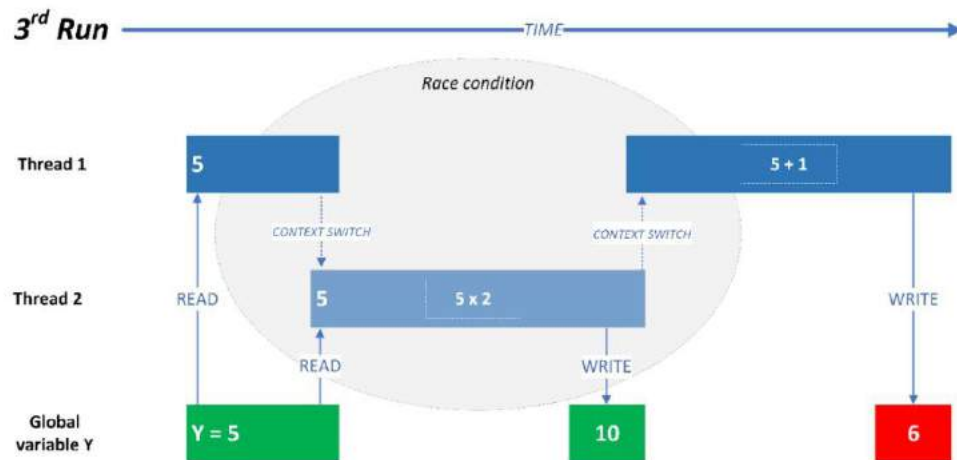 3rd Run
TIME
Race condition
Thread 1
5
5 + 1
CONTEXT SWITCH
CONTEXT SWITCH
Thread 2
READ
5
5 x 2
WRITE
READ
WRITE
Global
variable Y
Y = 5
10
6